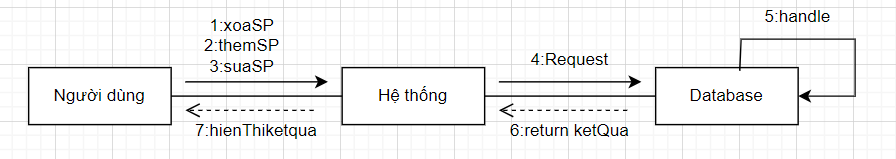 1:xoaSP
2:themSP
3:suaSP
Người dùng
7:hienThiketqua
Hệ thống
4:Request
6:return ketQua
5:handle
Database